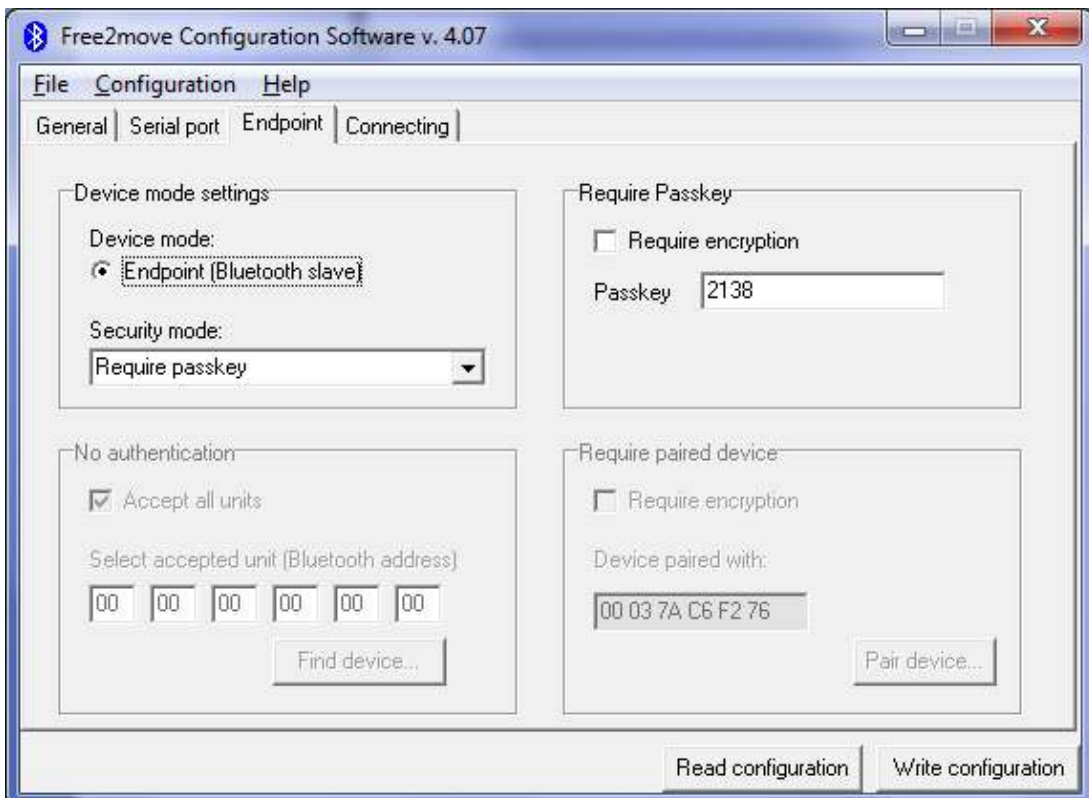 Free2move Configuration Software v. 4.07
File Configuration Help
General Serial port Endpoint Connecting
Device mode settings
Device mode:
Endpoint (Bluetooth slave)
Security mode:
Require passkey
Require Passkey
Require encryption
Passkey 2138
No authentication
Accept all units
Select accepted unit (Bluetooth address)
00 00 00 00 00 00
Find device...
Require paired device
Require encryption
Device paired with:
00 03 7A C6 F2 76
Pair device...
Read configuration Write configuration